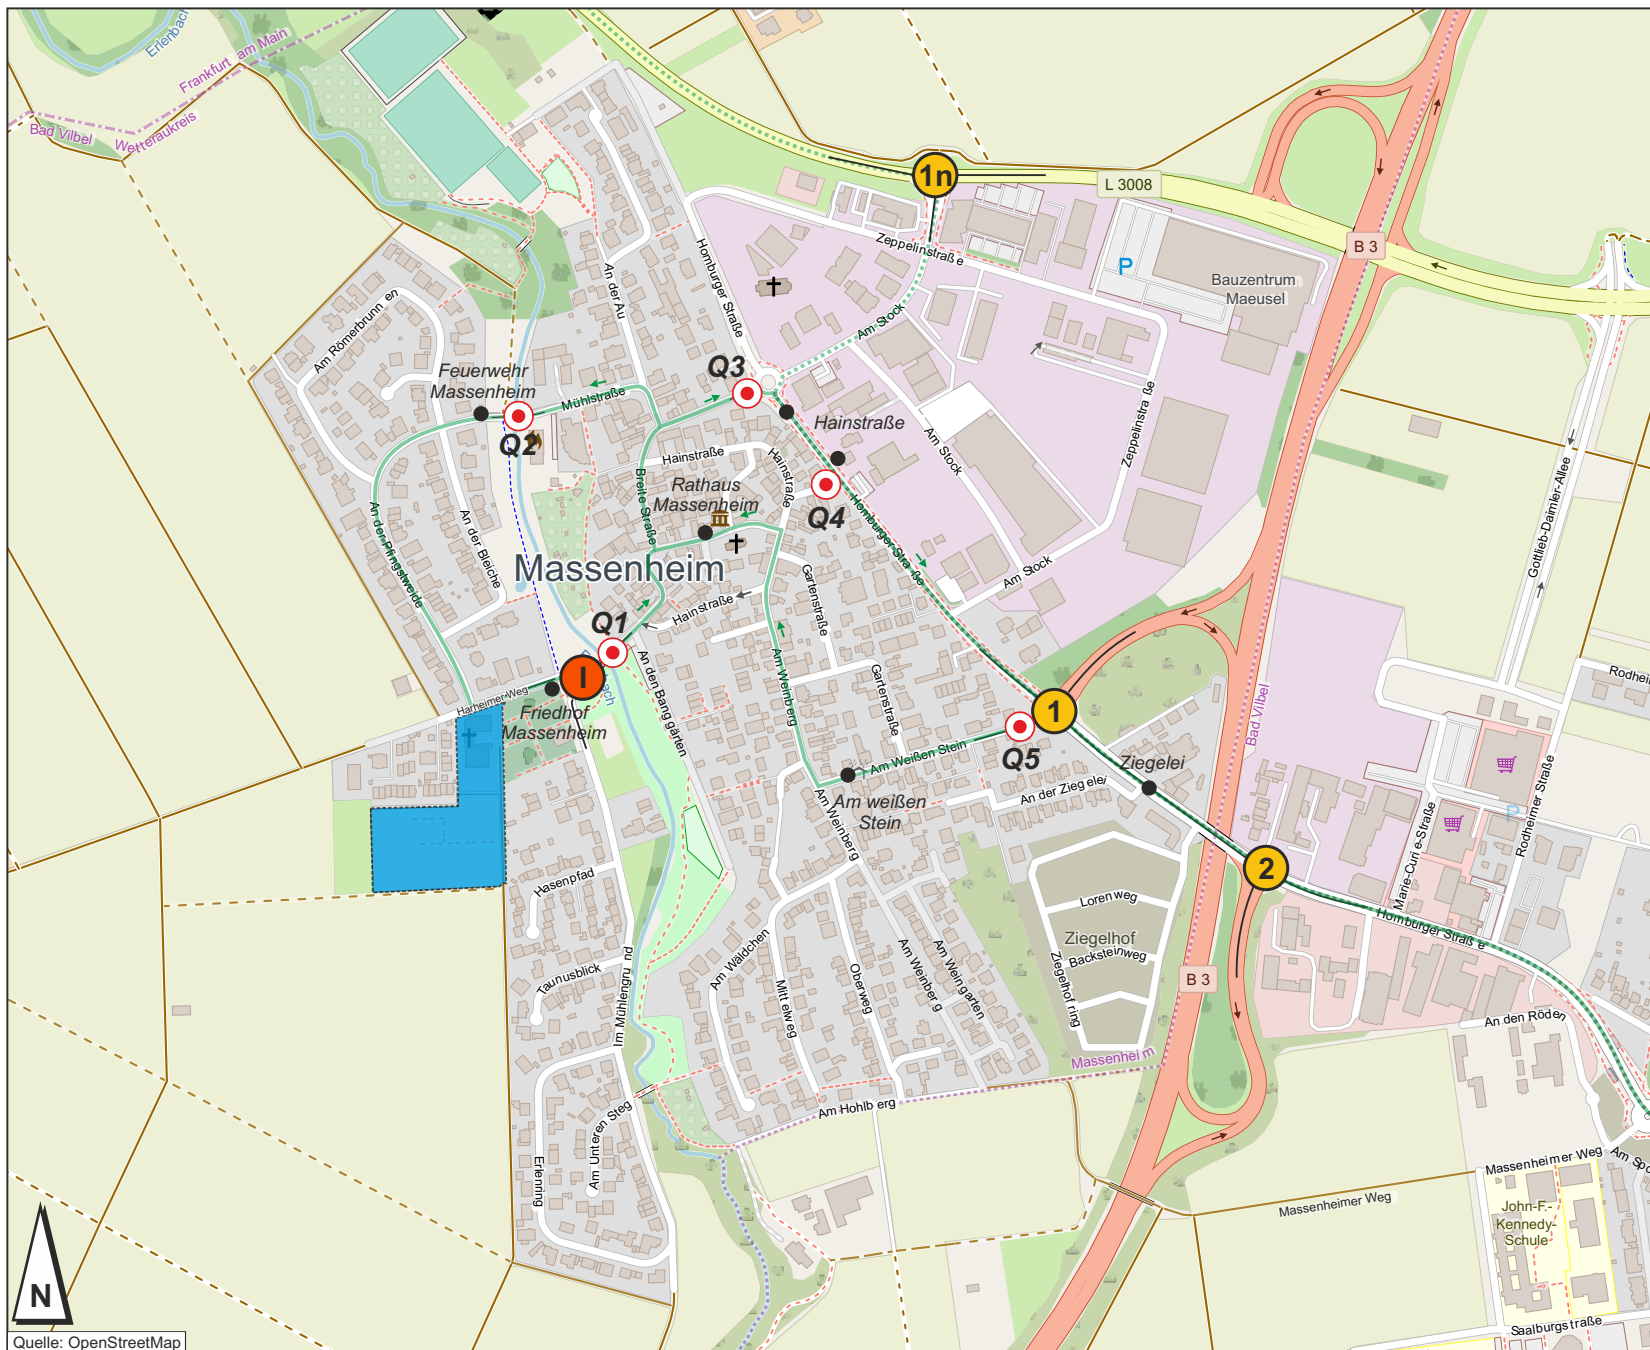 Erlenbach
Frankfurt am Main
Bad Vilbel
Wetteraukreis
1n
L 3008
B 3
Zeppelinstraße
Homburger Straße
An der Au
P
Bauzentrum
Maeusel
Am Stock
Am Römerbrunnen
Feuerwehr
Massenheim
Mühlstraße
Q3
Q2
Hainstraße
Zeppelinstraße
Am Stock
Hainstraße
Hainstraße
Rathaus
Massenheim
Breite Straße
Q4
Homburger Straße
Gottlieb-Daimler-Allee
An der Pfingstweide
An der Bleiche
Massenheim
Am Stock
Gartenstraße
Hainstraße
Q1
An den Banggärten
Am Weinberg
Gartenstraße
I
Harheimer Weg
Friedhof
Massenheim
1
Q5
Am Weißen Stein
Ziegelei
An der Ziegelei
Am weißen
Stein
Am Weinberg
Bad Vilbel
Rodheimer Straße
P
Marie-Curie-Straße
2
Homburger Straße
Hasenpfad
Lorenweg
Ziegelhof
Backsteinweg
Ziegelhofring
Am Wäldchen
Mittelweg
Oberweg
Am Weinberg
Am Weingarten
Taunusblick
Im Mühlengrund
B 3
An den Röden
Massenheim
Am Hohlberg
Am Unteren Steg
Erlenring
Massenheimer Weg
Massenheimer Weg
John-F.-
Kennedy-
Schule
Saalburgstraße
N
Quelle: OpenStreetMap